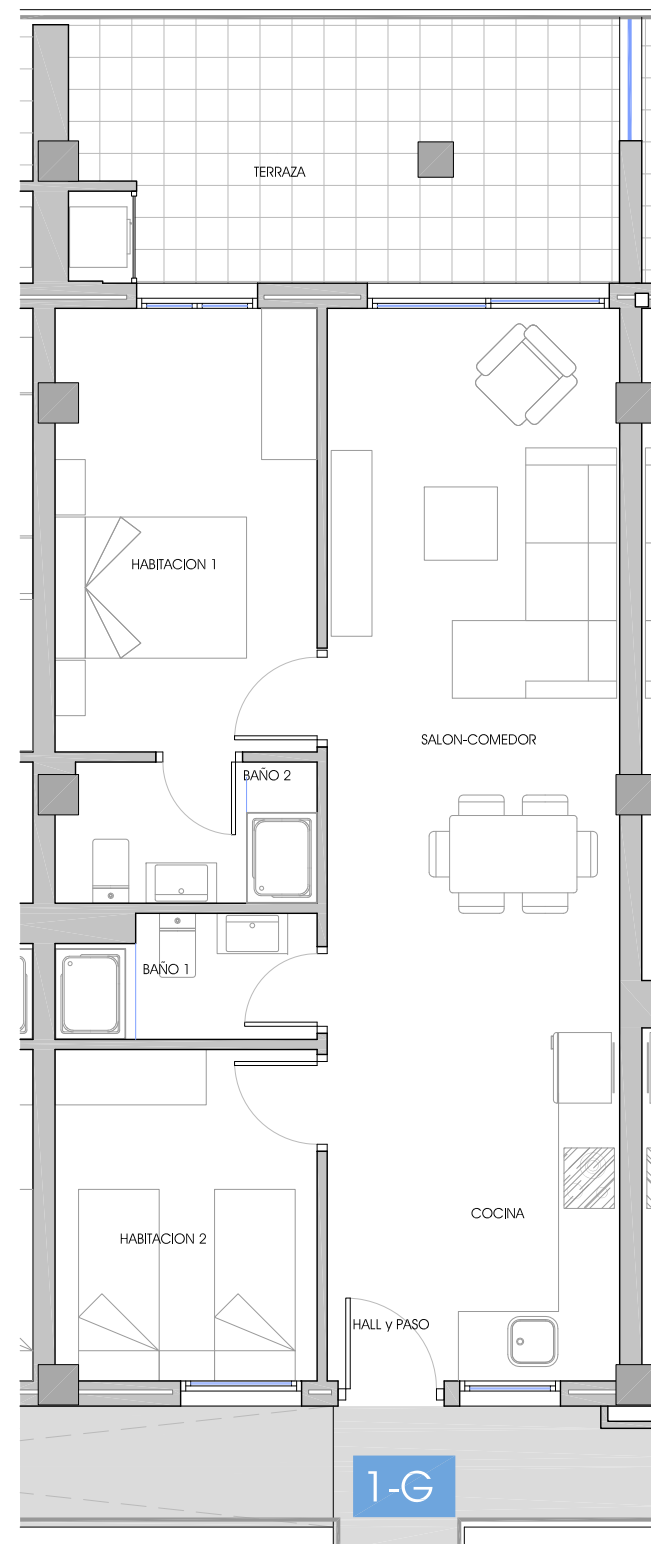 TERRAZA
HABITACION 1
SALON-COMEDOR
BAÑO 2
BAÑO 1
COCINA
HABITACION 2
HALL y PASO
1-G